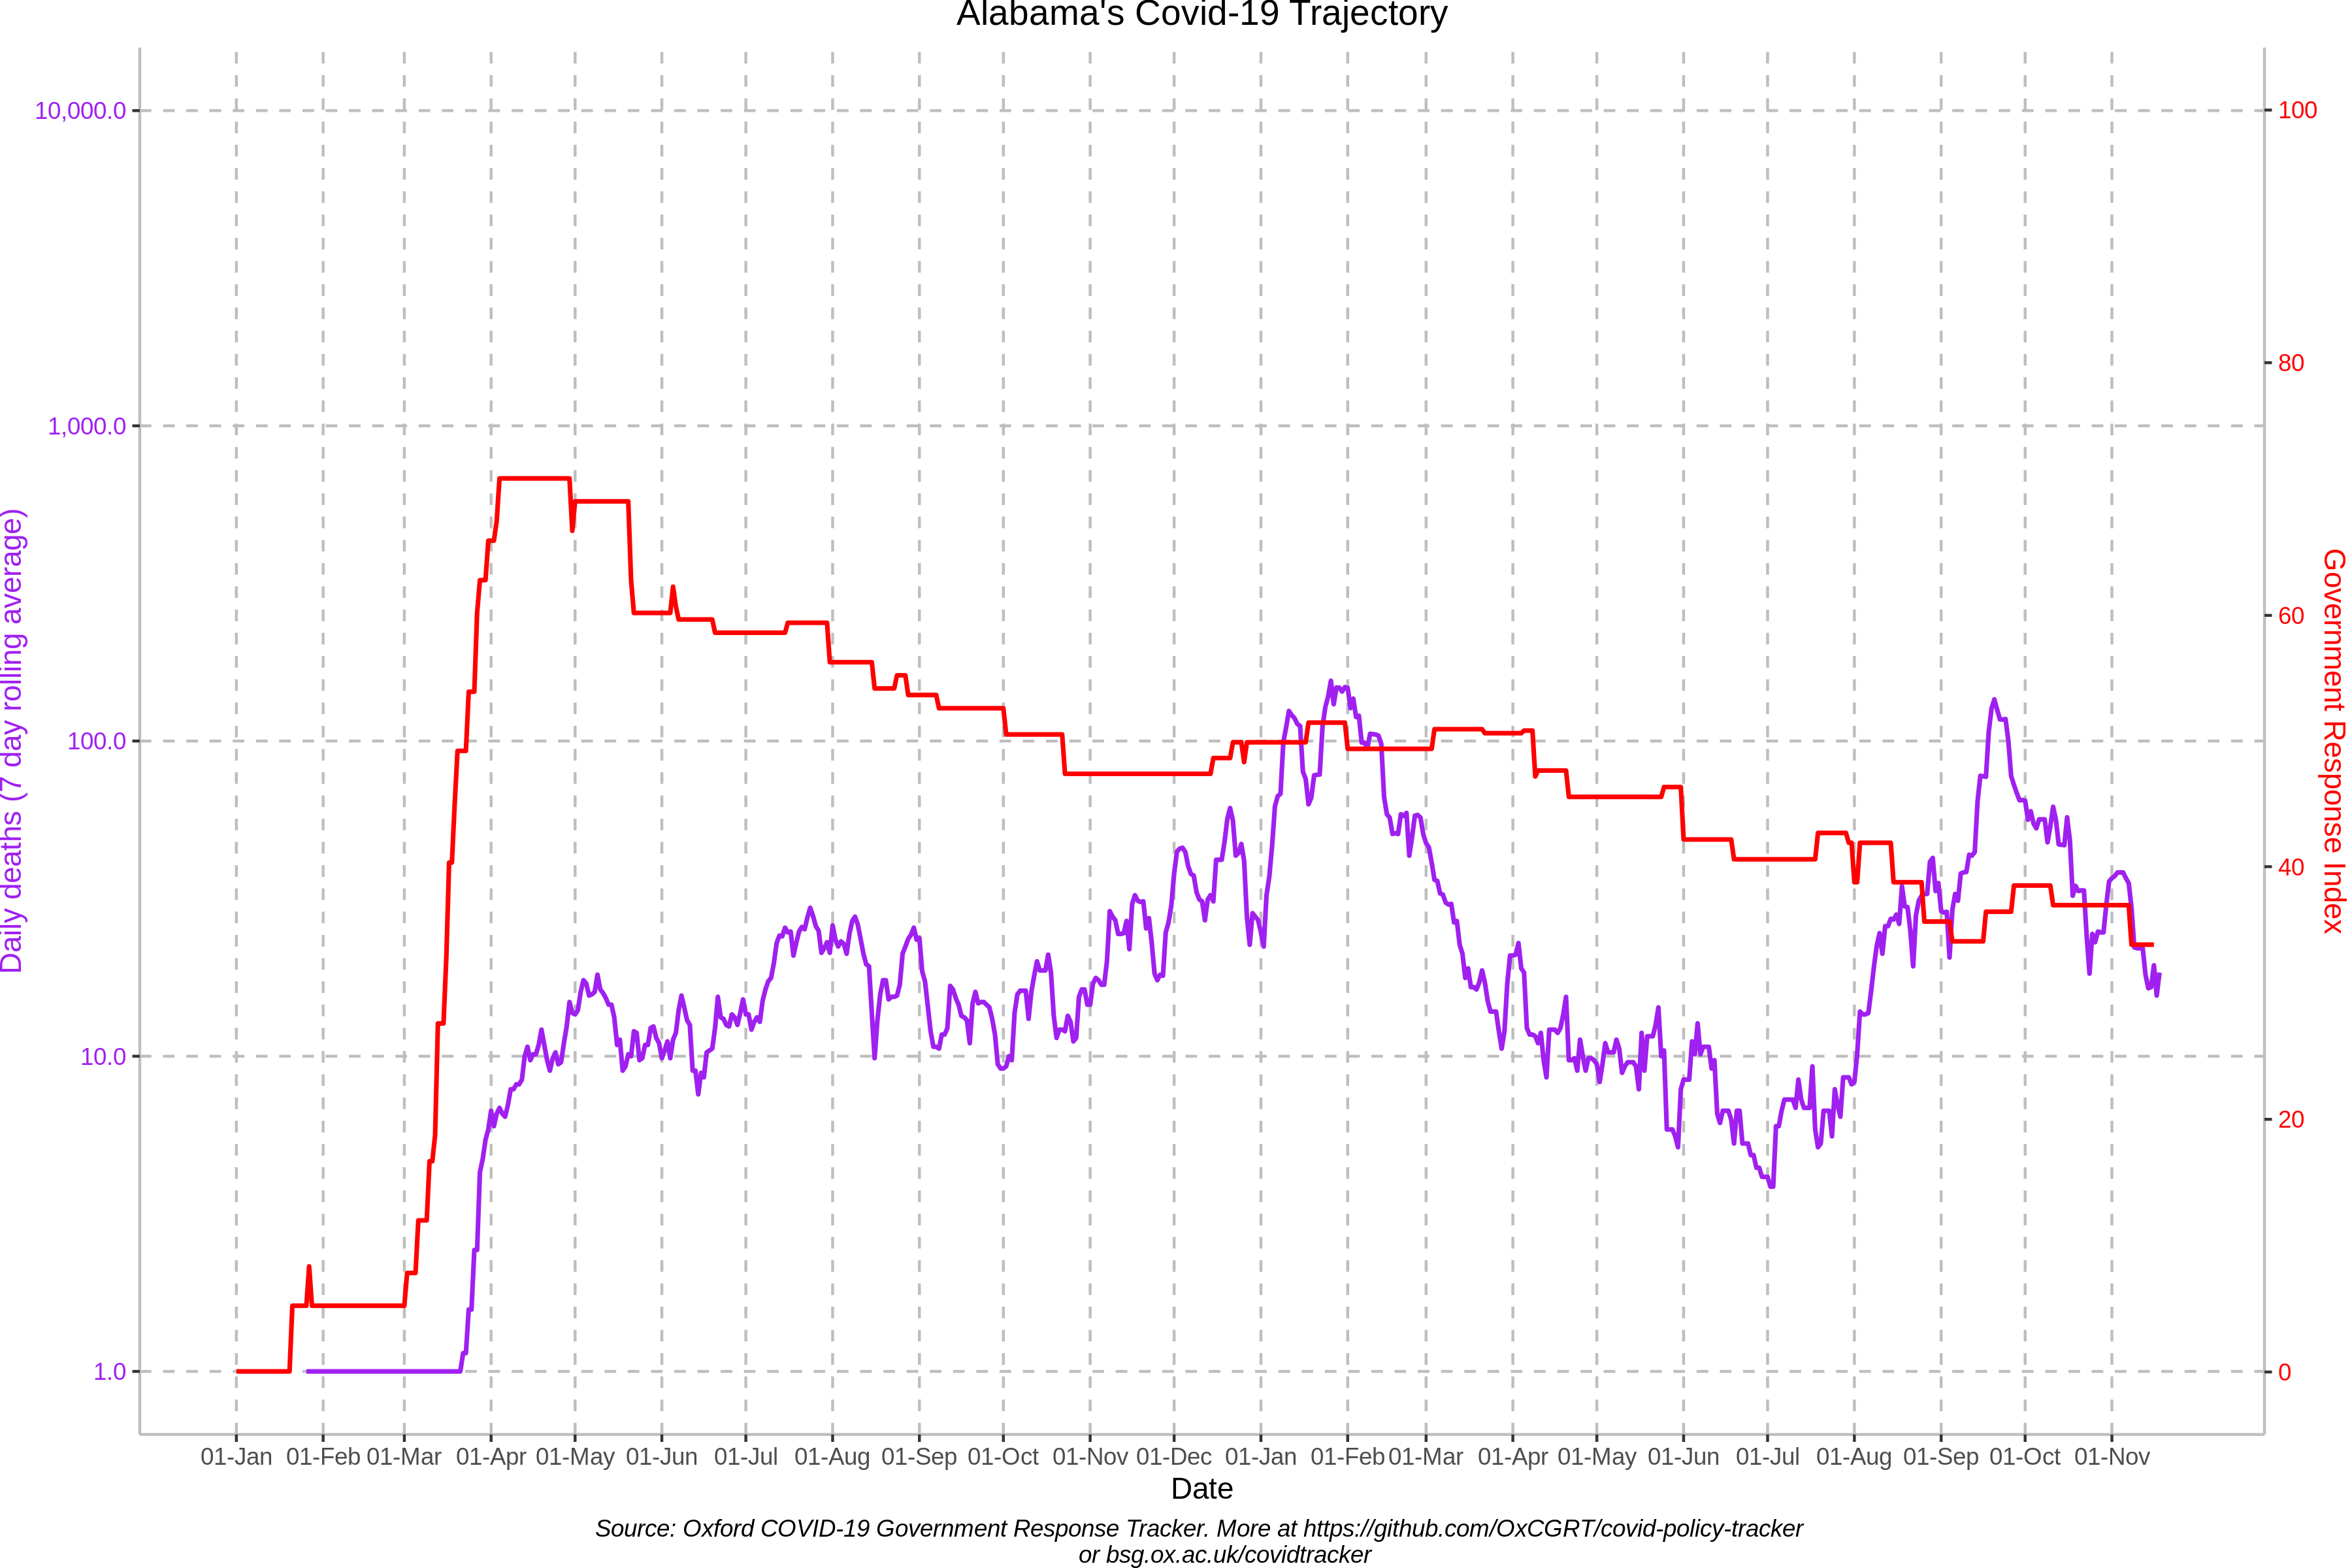 Alabama's Covid-19 Trajectory
10,000.0
1,000.0
100.0
10.0
1.0
Daily deaths (7 day rolling average)
100
80
60
40
20
0
Government Response Index
01-Jan 01-Feb 01-Mar 01-Apr 01-May 01-Jun 01-Jul 01-Aug 01-Sep 01-Oct 01-Nov 01-Dec 01-Jan 01-Feb 01-Mar 01-Apr 01-May 01-Jun 01-Jul 01-Aug 01-Sep 01-Oct 01-Nov
Date
Source: Oxford COVID-19 Government Response Tracker. More at https://github.com/OxCGRT/covid-policy-tracker
or bsg.ox.ac.uk/covidtracker